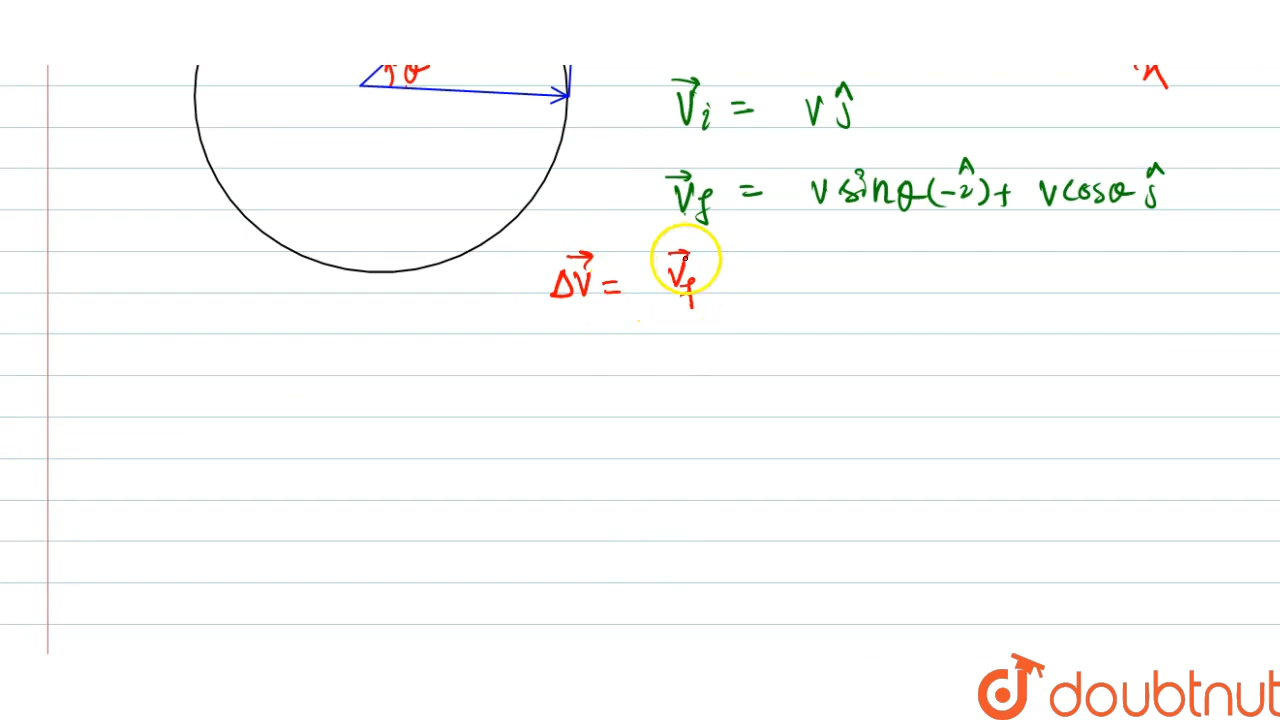 θ
V⃗i = v ĵ
V⃗f = v sinθ(-î) + v cosθ ĵ
ΔV⃗ = V⃗f
doubtnut